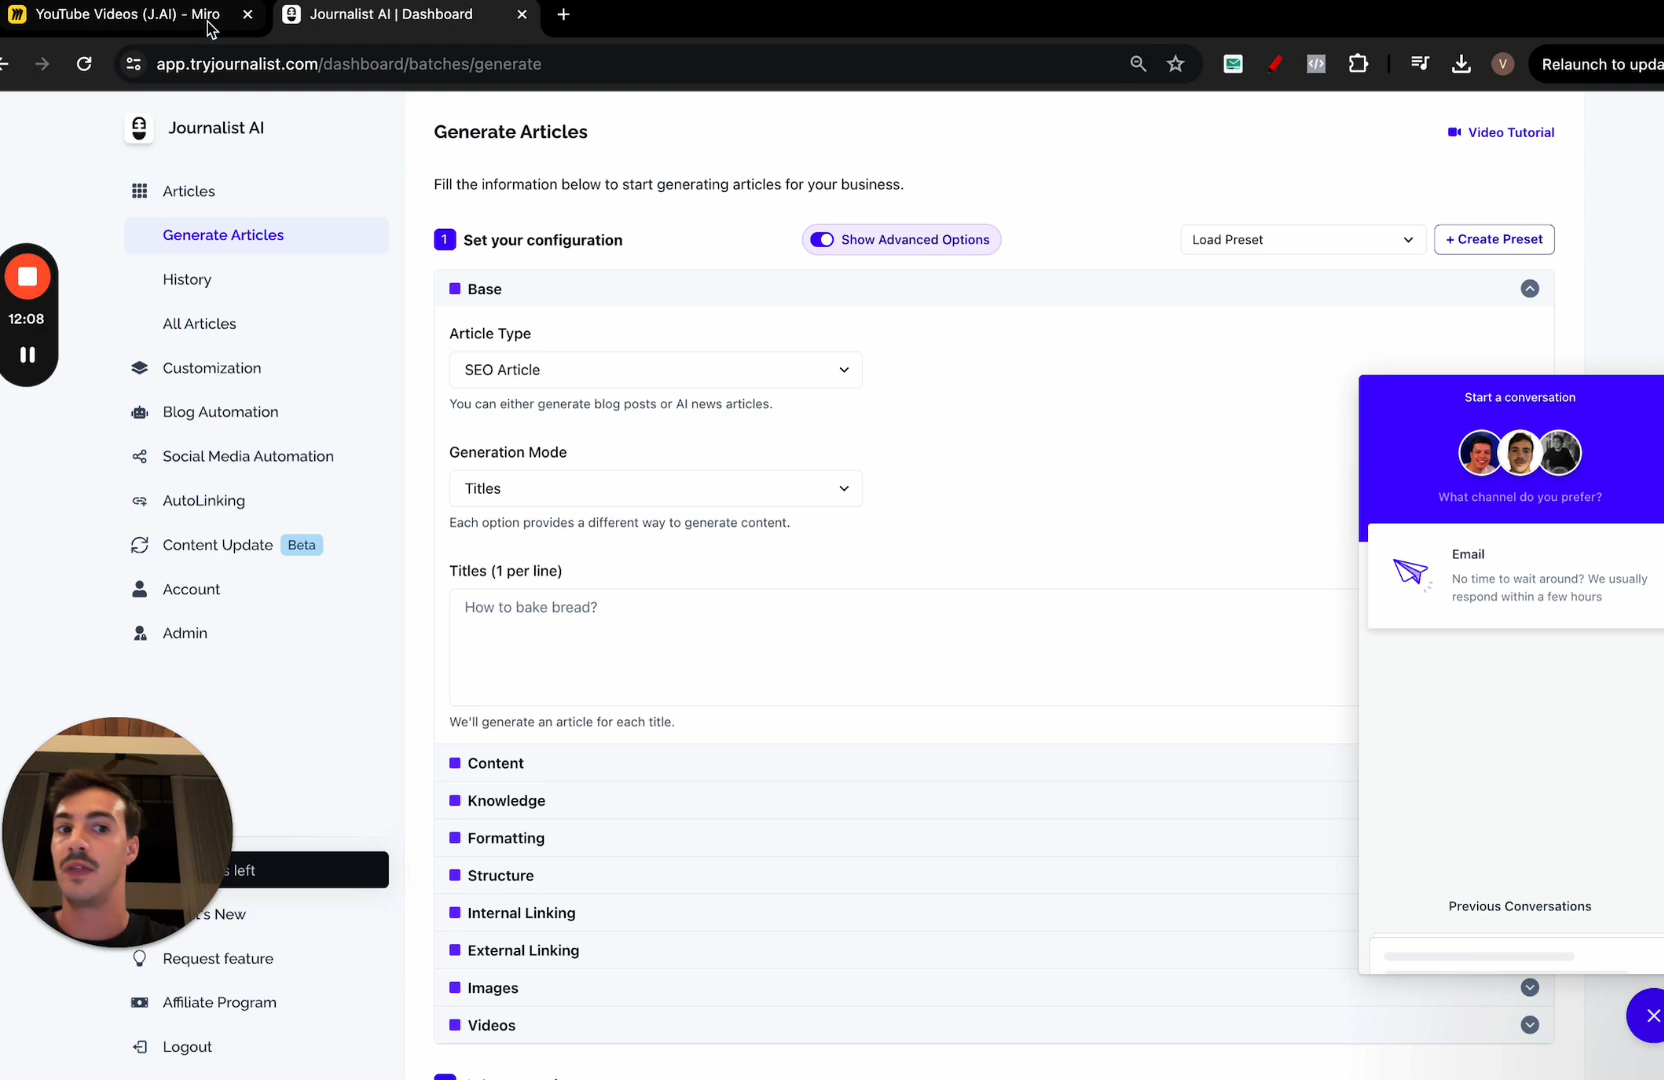 YouTube Videos (J.AI) - Miro
Journalist AI | Dashboard
app.tryjournalist.com/dashboard/batches/generate
V
Relaunch to upda
Journalist AI
Articles
Generate Articles
History
All Articles
Customization
Blog Automation
Social Media Automation
AutoLinking
Content Update Beta
Account
Admin
12:08
s left
's New
Request feature
Affiliate Program
Logout
Generate Articles
Video Tutorial
Fill the information below to start generating articles for your business.
1 Set your configuration
Show Advanced Options
Load Preset
+ Create Preset
Base
Article Type
SEO Article
You can either generate blog posts or AI news articles.
Generation Mode
Titles
Each option provides a different way to generate content.
Titles (1 per line)
How to bake bread?
We'll generate an article for each title.
Content
Knowledge
Formatting
Structure
Internal Linking
External Linking
Images
Videos
Start a conversation
What channel do you prefer?
Email
No time to wait around? We usually
respond within a few hours
Previous Conversations